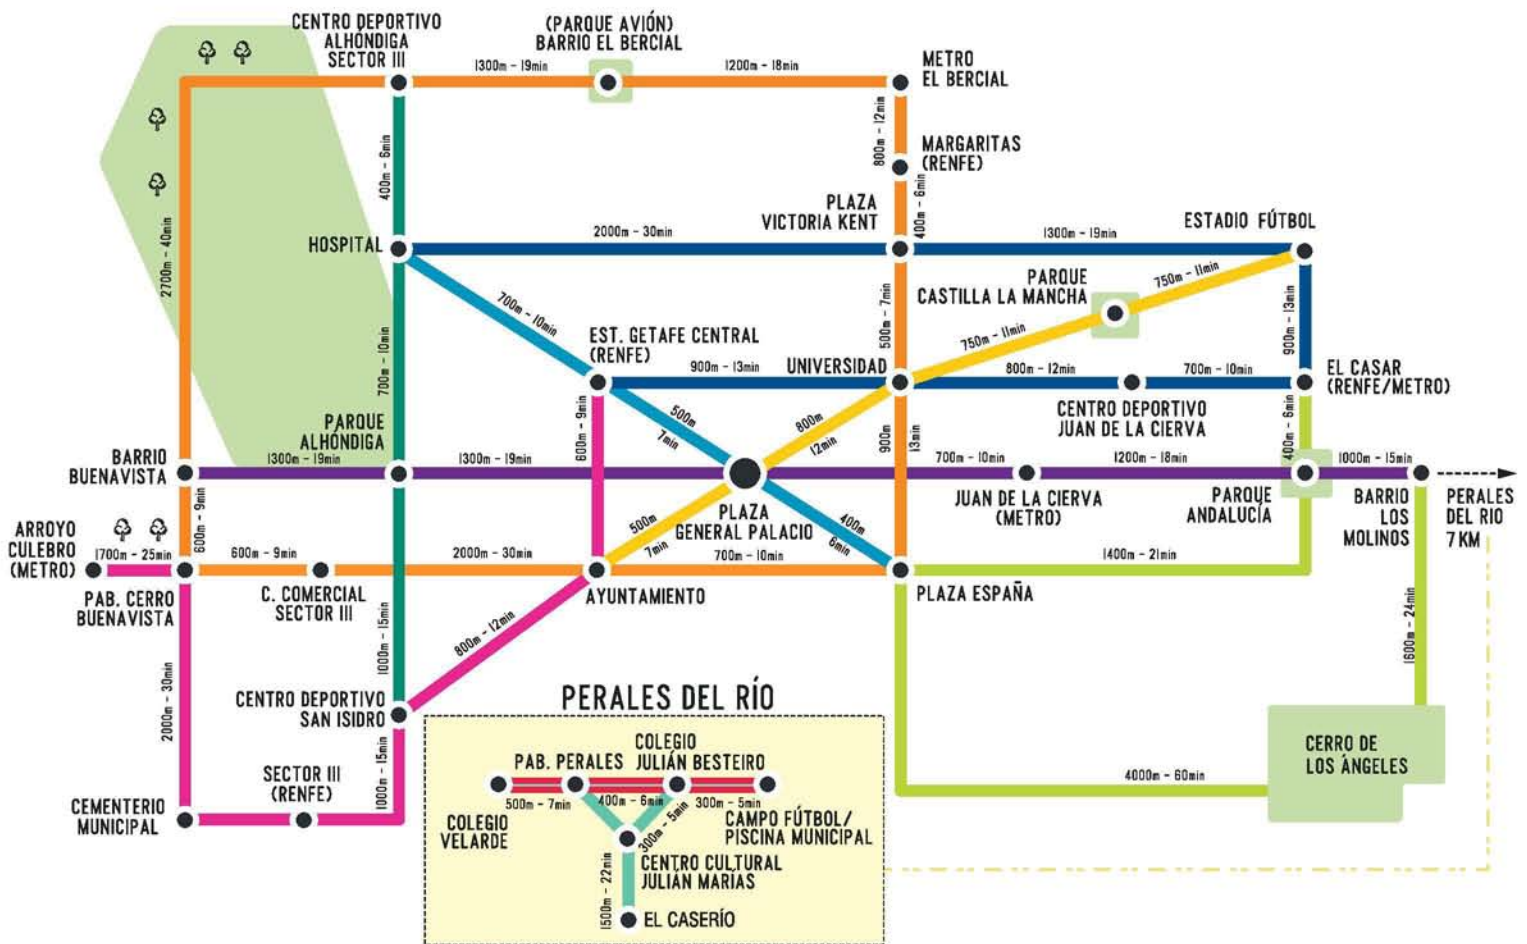 CENTRO DEPORTIVO
ALHÓNDIGA
SECTOR III
(PARQUE AVIÓN)
BARRIO EL BERCIAL
1300m - 19min
1200m - 18min
METRO
EL BERCIAL
800m - 12min
MARGARITAS
(RENFE)
400m - 6min
400m - 6min
2700m - 40min
PLAZA
VICTORIA KENT
ESTADIO FÚTBOL
HOSPITAL
2000m - 30min
1300m - 19min
PARQUE
CASTILLA LA MANCHA
750m - 11min
750m - 11min
700m - 10min
500m - 7min
900m - 13min
EST. GETAFE CENTRAL
(RENFE)
900m - 13min
UNIVERSIDAD
800m - 12min
700m - 10min
EL CASAR
(RENFE/METRO)
CENTRO DEPORTIVO
JUAN DE LA CIERVA
700m - 10min
600m - 9min
500m
7min
800m
12min
900m
13min
400m - 6min
PARQUE
ALHÓNDIGA
BARRIO
BUENAVISTA
1300m - 19min
1300m - 19min
700m - 10min
1200m - 18min
1000m - 15min
JUAN DE LA CIERVA
(METRO)
PARQUE
ANDALUCÍA
BARRIO
LOS
MOLINOS
PERALES
DEL RIO
7 KM
PLAZA
GENERAL PALACIO
ARROYO
CULEBRO
(METRO)
1700m - 25min
600m - 9min
600m - 9min
2000m - 30min
500m
7min
700m - 10min
400m
6min
1400m - 21min
PAB. CERRO
BUENAVISTA
C. COMERCIAL
SECTOR III
AYUNTAMIENTO
PLAZA ESPAÑA
1000m - 15min
800m - 12min
1600m - 24min
2000m - 30min
CENTRO DEPORTIVO
SAN ISIDRO
SECTOR III
(RENFE)
1000m - 15min
CEMENTERIO
MUNICIPAL
4000m - 60min
CERRO DE
LOS ÁNGELES
PERALES DEL RÍO
PAB. PERALES
COLEGIO
JULIÁN BESTEIRO
500m - 7min
400m - 6min
300m - 5min
COLEGIO
VELARDE
300m - 5min
CAMPO FÚTBOL/
PISCINA MUNICIPAL
CENTRO CULTURAL
JULIÁN MARÍAS
1500m - 22min
EL CASERÍO